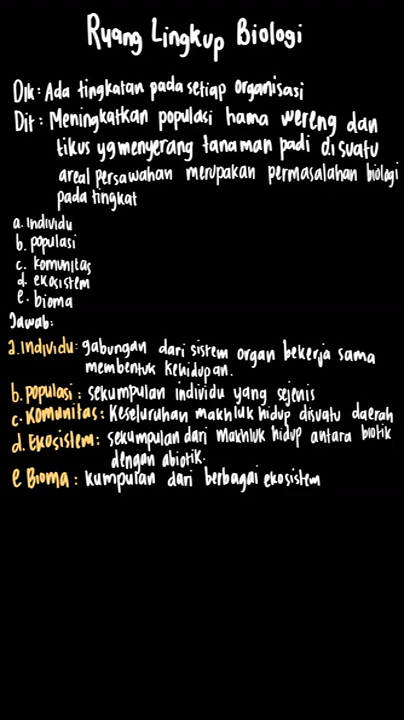 Ruang Lingkup Biologi
Dik: Ada tingkatan pada setiap organisasi
Dit: Meningkatkan populasi hama wereng dan
tikus yg menyerang tanaman padi di suatu
areal persawahan merupakan permasalahan biologi
pada tingkat
a. individu
b. populasi
c. komunitas
d. ekosistem
e. bioma
Jawab:
a. Individu: gabungan dari sistem organ bekerja sama
membentuk kehidupan.
b. populasi: sekumpulan individu yang sejenis
c. Komunitas: Keseluruhan makhluk hidup disuatu daerah
d. Ekosistem: sekumpulan dari makhluk hidup antara biotik
dengan abiotik.
e Bioma: kumpulan dari berbagai ekosistem